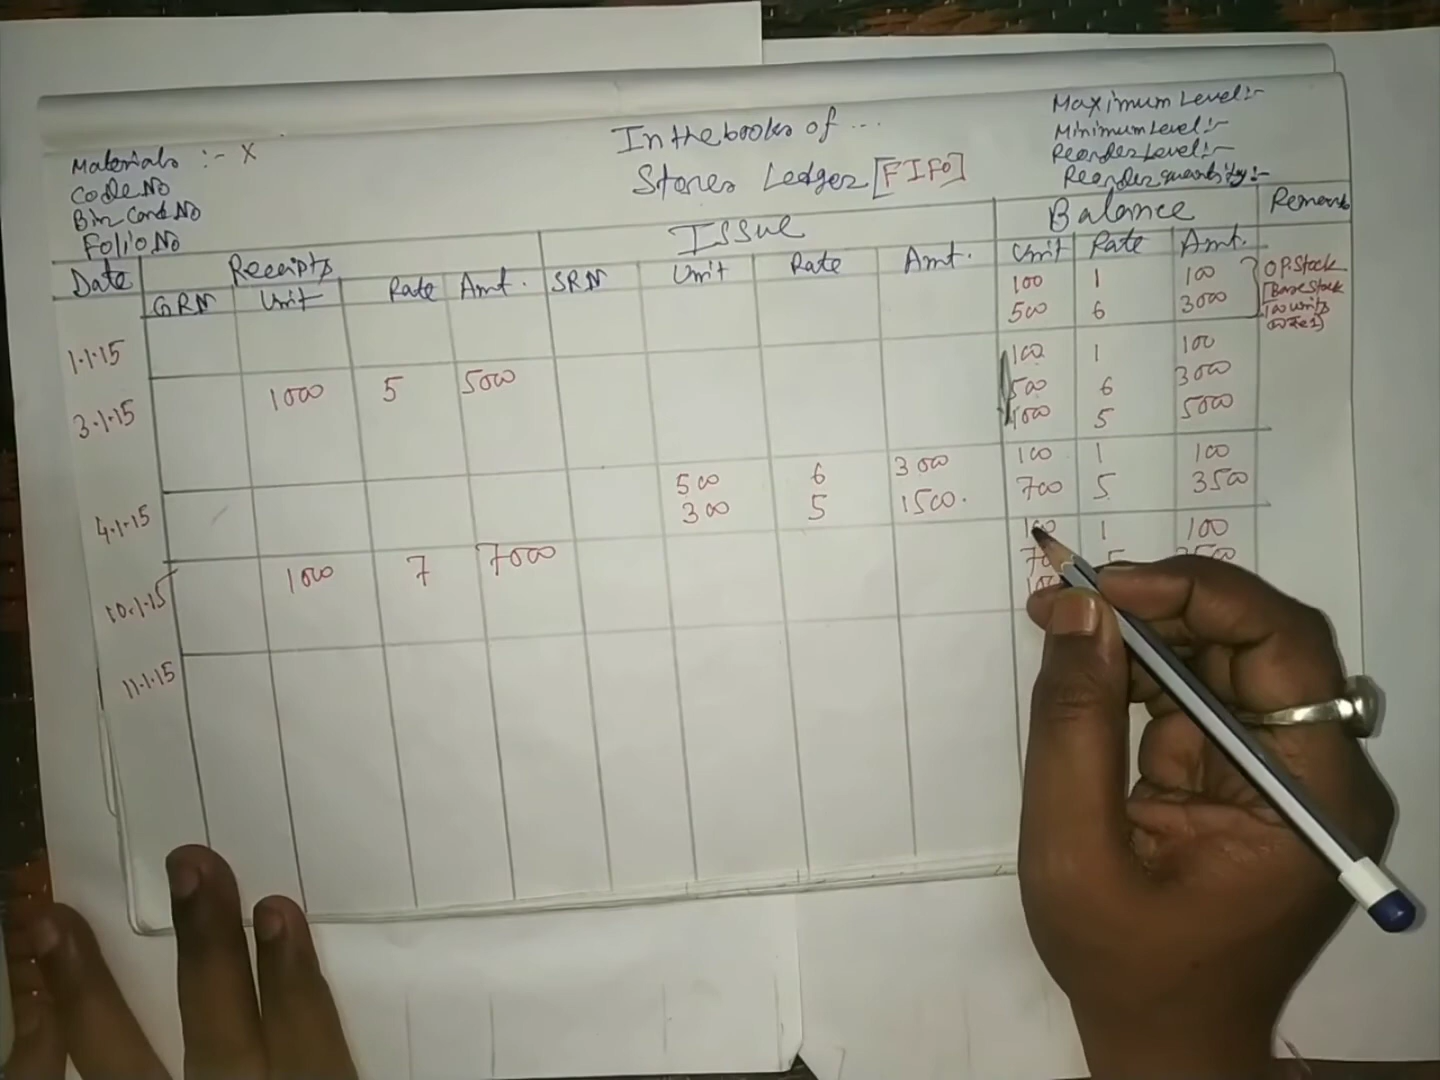 Materials :- X
Code No
Bin Card No
Folio No
In the books of ...
Stores Ledger [FIFO]
Maximum Level:-
Minimum Level:-
Reorder Level:-
Reorder quantity:-
Date Receipts Issue Balance Remark
GRN Unit Rate Amt. SRN Unit Rate Amt. Unit Rate Amt.
1.1.15 100 1 100 OP. Stock
500 6 3000 [Base Stock
100 units
3.1.15 1000 5 5000 100 1 100
500 6 3000
1000 5 5000
4.1.15 500 6 3000 100 1 100
300 5 1500. 700 5 3500
10.1.15 1000 7 7000 100 1 100
11.1.15